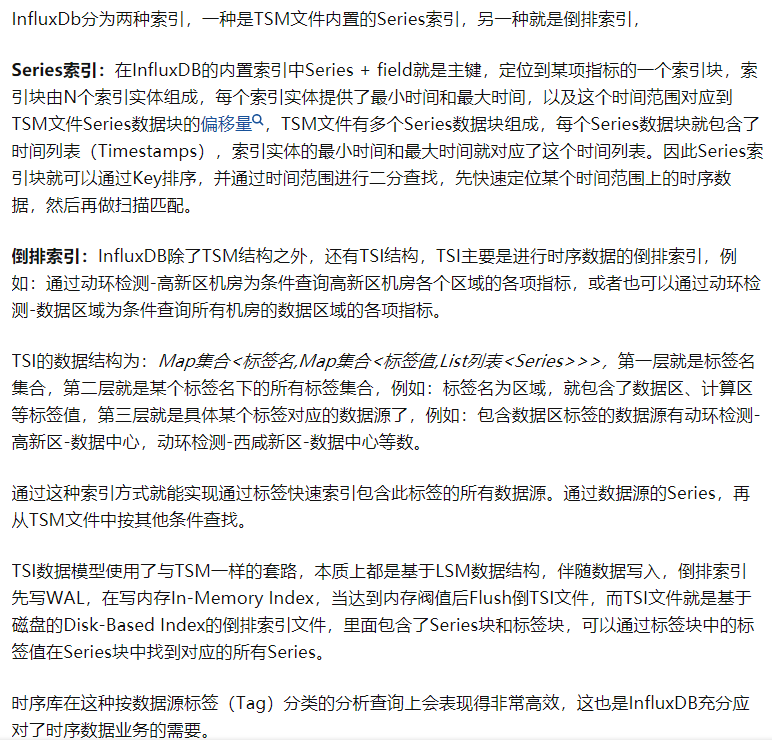 InfluxDb分为两种索引，一种是TSM文件内置的Series索引，另一种就是倒排索引，
Series索引：在InfluxDB的内置索引中Series + field就是主键，定位到某项指标的一个索引块，索
引块由N个索引实体组成，每个索引实体提供了最小时间和最大时间，以及这个时间范围对应到
TSM文件Series数据块的偏移量，TSM文件有多个Series数据块组成，每个Series数据块就包含了
时间列表（Timestamps），索引实体的最小时间和最大时间就对应了这个时间列表。因此Series索
引块就可以通过Key排序，并通过时间范围进行二分查找，先快速定位某个时间范围上的时序数
据，然后再做扫描匹配。
倒排索引：InfluxDB除了TSM结构之外，还有TSI结构，TSI主要是进行时序数据的倒排索引，例
如：通过动环检测-高新区机房为条件查询高新区机房各个区域的各项指标，或者也可以通过动环检
测-数据区域为条件查询所有机房的数据区域的各项指标。
TSI的数据结构为：Map集合<标签名,Map集合<标签值,List列表<Series>>>，第一层就是标签名
集合，第二层就是某个标签名下的所有标签集合，例如：标签名为区域，就包含了数据区、计算区
等标签值，第三层就是具体某个标签对应的数据源了，例如：包含数据区标签的数据源有动环检测-
高新区-数据中心，动环检测-西咸新区-数据中心等数。
通过这种索引方式就能实现通过标签快速索引包含此标签的所有数据源。通过数据源的Series，再
从TSM文件中按其他条件查找。
TSI数据模型使用了与TSM一样的套路，本质上都是基于LSM数据结构，伴随数据写入，倒排索引
先写WAL，在写内存In-Memory Index，当达到内存阀值后Flush倒TSI文件，而TSI文件就是基于
磁盘的Disk-Based Index的倒排索引文件，里面包含了Series块和标签块，可以通过标签块中的标
签值在Series块中找到对应的所有Series。
时序库在这种按数据源标签（Tag）分类的分析查询上会表现得非常高效，这也是InfluxDB充分应
对了时序数据业务的需要。